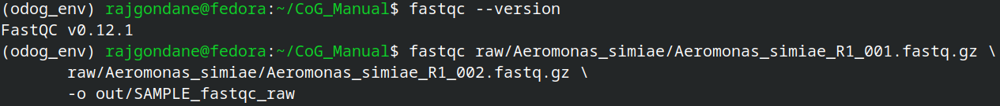 (odog_env) rajgondane@fedora:~/CoG_Manual$ fastqc --version
FastQC v0.12.1
(odog_env) rajgondane@fedora:~/CoG_Manual$ fastqc raw/Aeromonas_simiae/Aeromonas_simiae_R1_001.fastq.gz \
raw/Aeromonas_simiae/Aeromonas_simiae_R1_002.fastq.gz \
-o out/SAMPLE_fastqc_raw